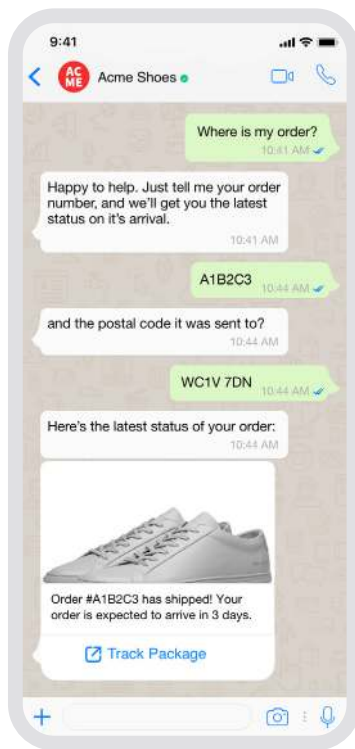 9:41
AC
ME
Acme Shoes
Where is my order?
10:41 AM
Happy to help. Just tell me your order
number, and we'll get you the latest
status on it's arrival.
10:41 AM
A1B2C3
10:44 AM
and the postal code it was sent to?
10:44 AM
WC1V 7DN
10:44 AM
Here's the latest status of your order:
10:44 AM
Order #A1B2C3 has shipped! Your
order is expected to arrive in 3 days.
Track Package